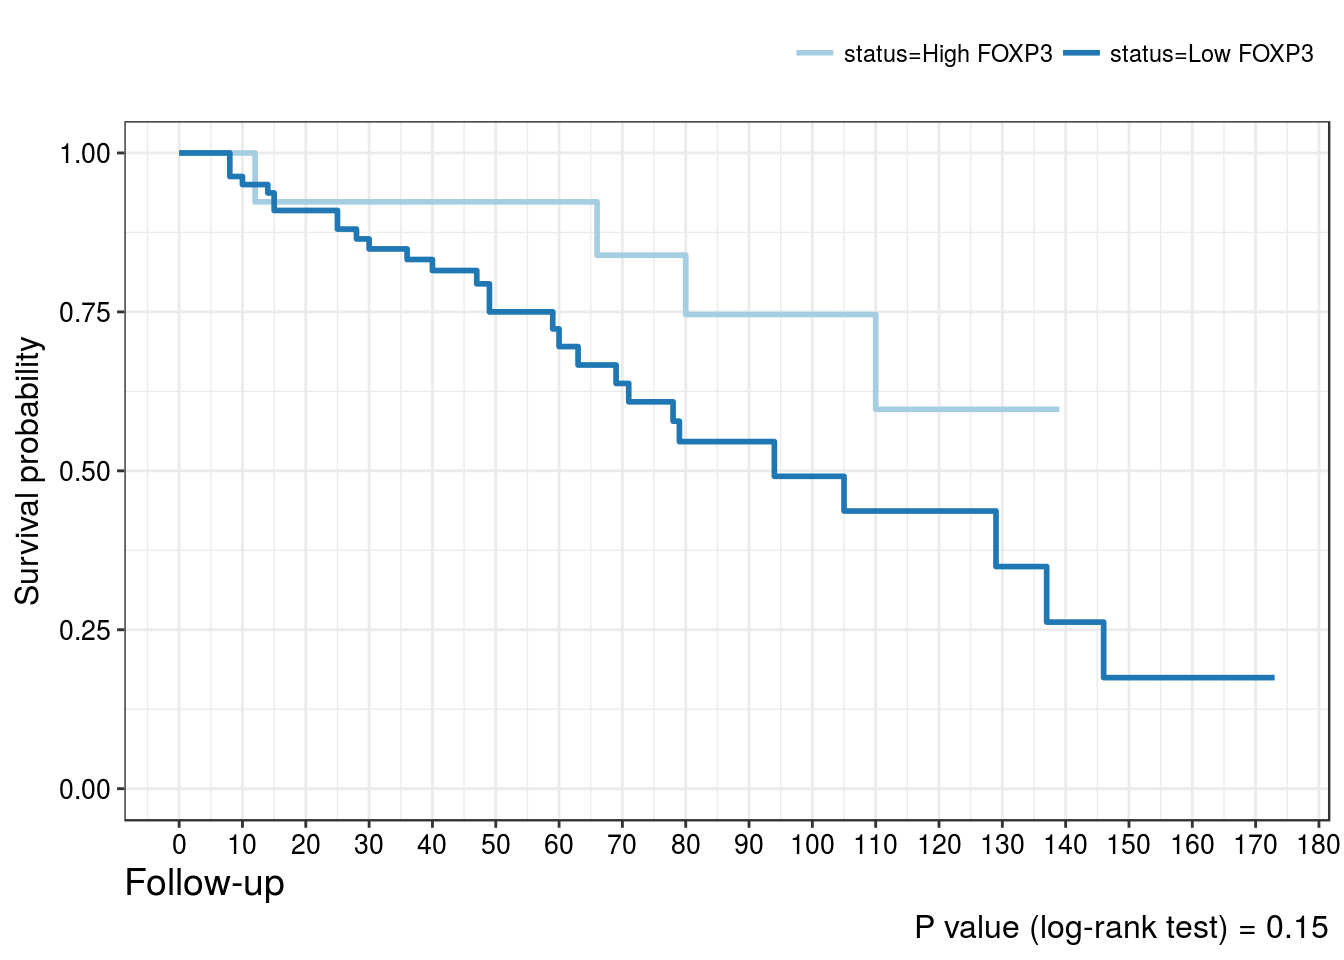 status=High FOXP3 status=Low FOXP3
Survival probability
1.00
0.75
0.50
0.25
0.00
0 10 20 30 40 50 60 70 80 90 100 110 120 130 140 150 160 170 180
Follow-up
P value (log-rank test) = 0.15